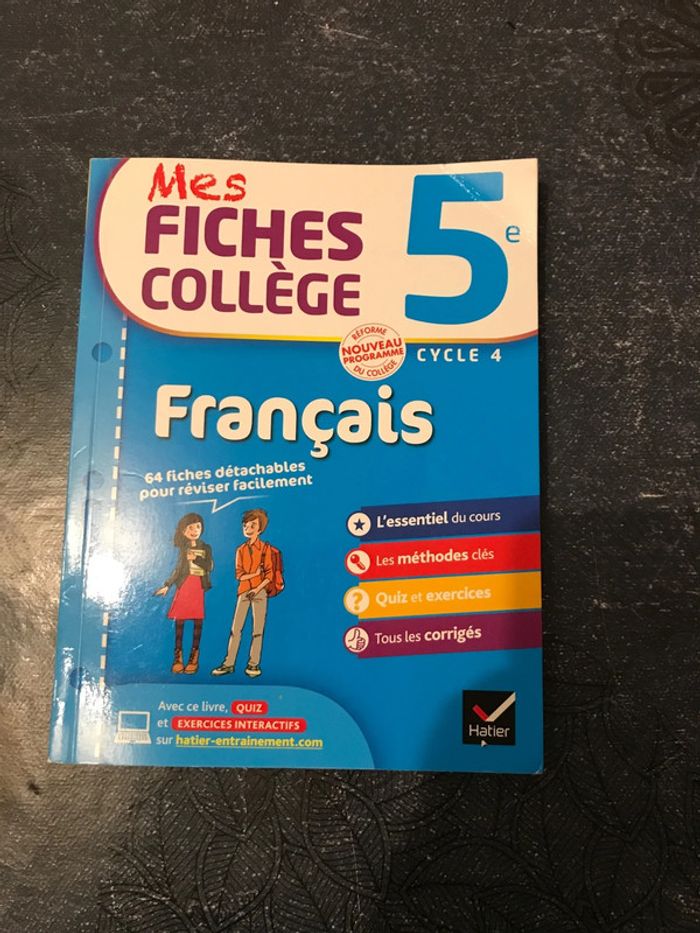 Mes
FICHES
COLLÈGE
5e
RÉFORME
NOUVEAU
PROGRAMME
DU COLLÈGE
CYCLE 4
Français
64 fiches détachables
pour réviser facilement
L'essentiel du cours
Les méthodes clés
? Quiz et exercices
Tous les corrigés
Avec ce livre, QUIZ
et EXERCICES INTERACTIFS
sur hatier-entrainement.com
Hatier